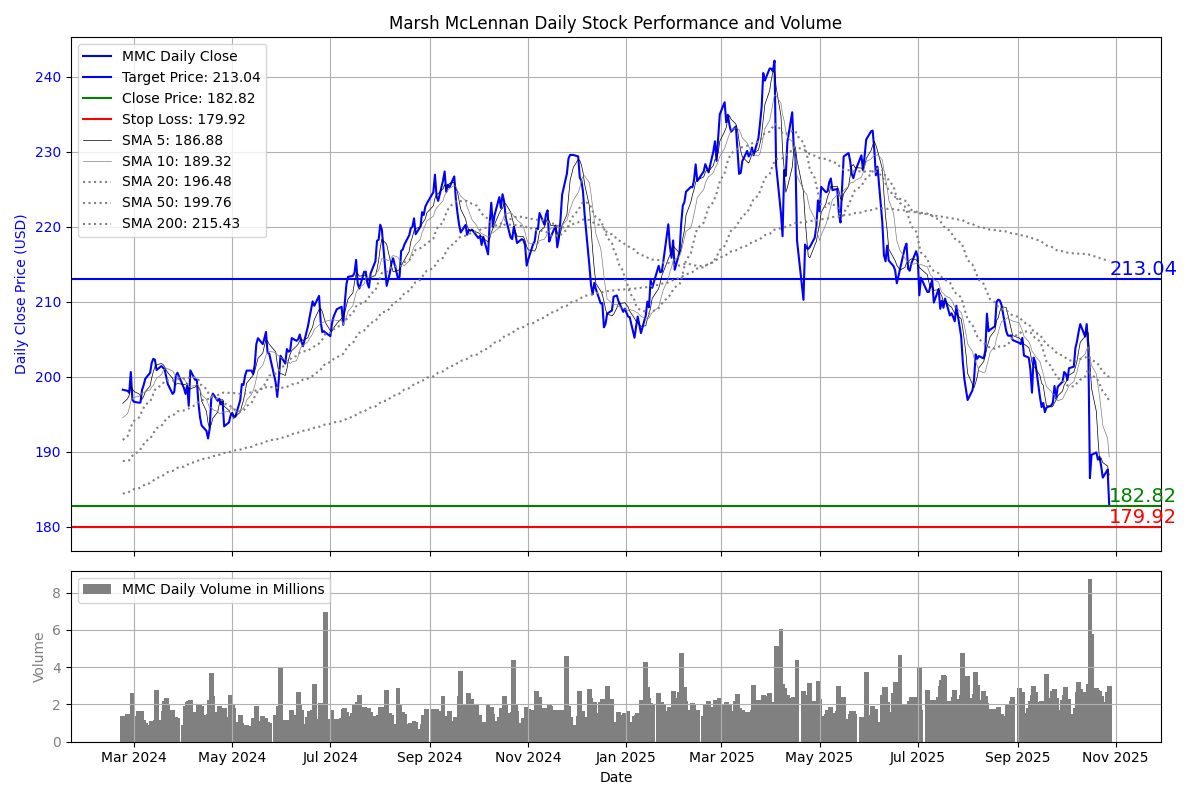 Marsh McLennan Daily Stock Performance and Volume
MMC Daily Close
Target Price: 213.04
Close Price: 182.82
Stop Loss: 179.92
SMA 5: 186.88
SMA 10: 189.32
SMA 20: 196.48
SMA 50: 199.76
SMA 200: 215.43
240
230
220
210
200
190
180
Daily Close Price (USD)
213.04
182.82
179.92
MMC Daily Volume in Millions
8
6
4
2
0
Volume
Mar 2024
May 2024
Jul 2024
Sep 2024
Nov 2024
Jan 2025
Mar 2025
May 2025
Jul 2025
Sep 2025
Nov 2025
Date